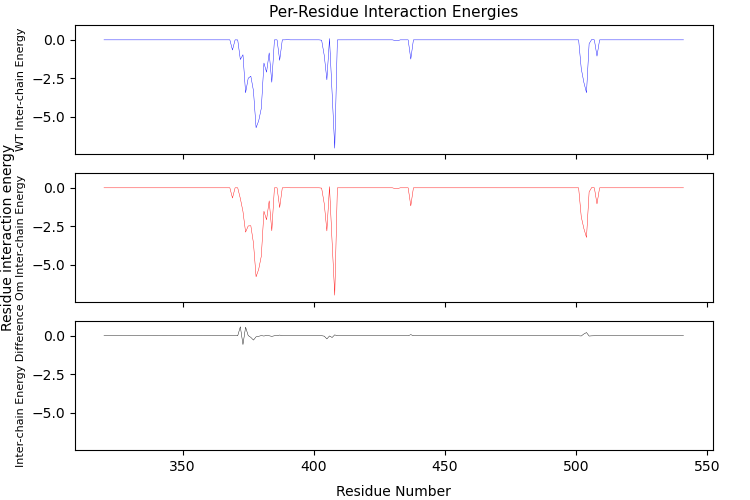 Per-Residue Interaction Energies
Residue interaction energy
WT Inter-chain Energy
0.0
−2.5
−5.0
Om Inter-chain Energy
0.0
−2.5
−5.0
Inter-chain Energy Difference
0.0
−2.5
−5.0
350 400 450 500 550
Residue Number